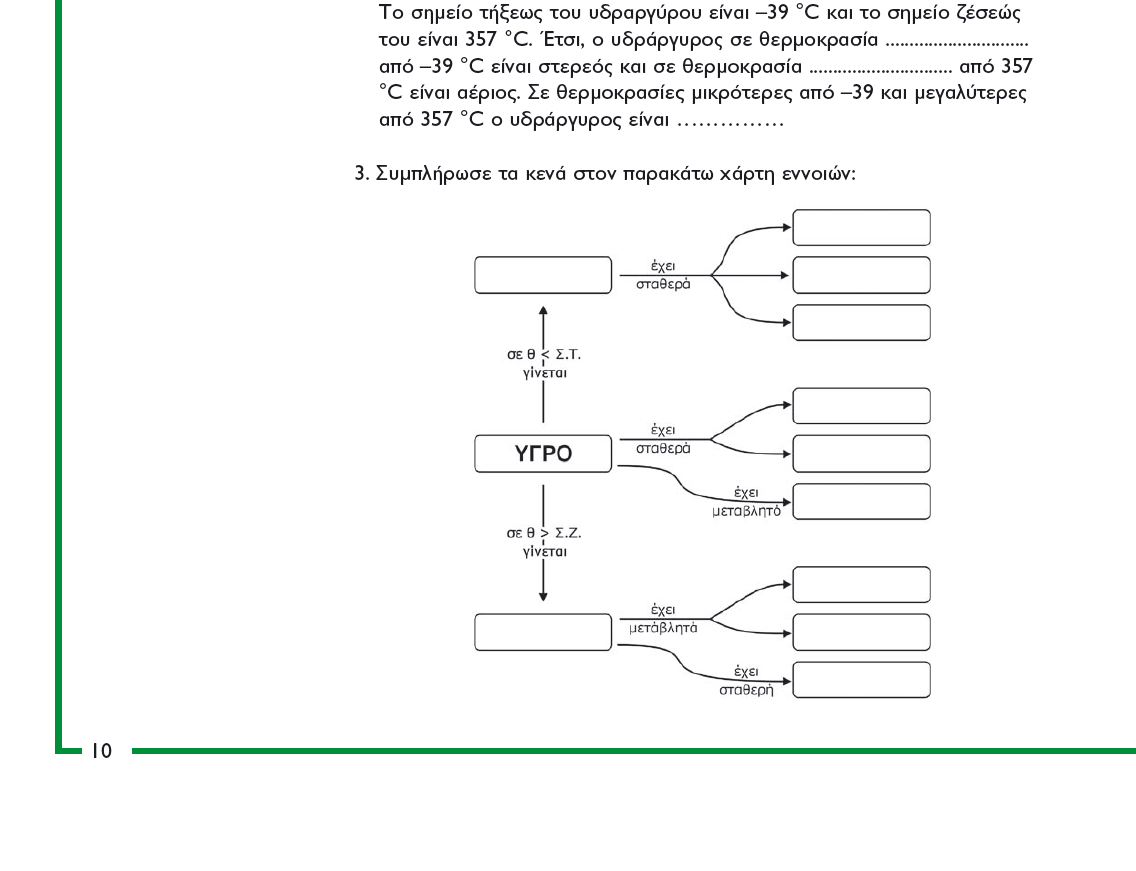 Το σημείο τήξεως του υδραργύρου είναι –39 °C και το σημείο ζέσεώς
του είναι 357 °C. Έτσι, ο υδράργυρος σε θερμοκρασία ..............................
από –39 °C είναι στερεός και σε θερμοκρασία .............................. από 357
°C είναι αέριος. Σε θερμοκρασίες μικρότερες από –39 και μεγαλύτερες
από 357 °C ο υδράργυρος είναι ……………
3. Συμπλήρωσε τα κενά στον παρακάτω χάρτη εννοιών:
έχει
σταθερά
σε θ < Σ.Τ.
γίνεται
ΥΓΡΟ
έχει
σταθερά
έχει
μεταβλητό
σε θ > Σ.Ζ.
γίνεται
έχει
μετάβλητά
έχει
σταθερή
10